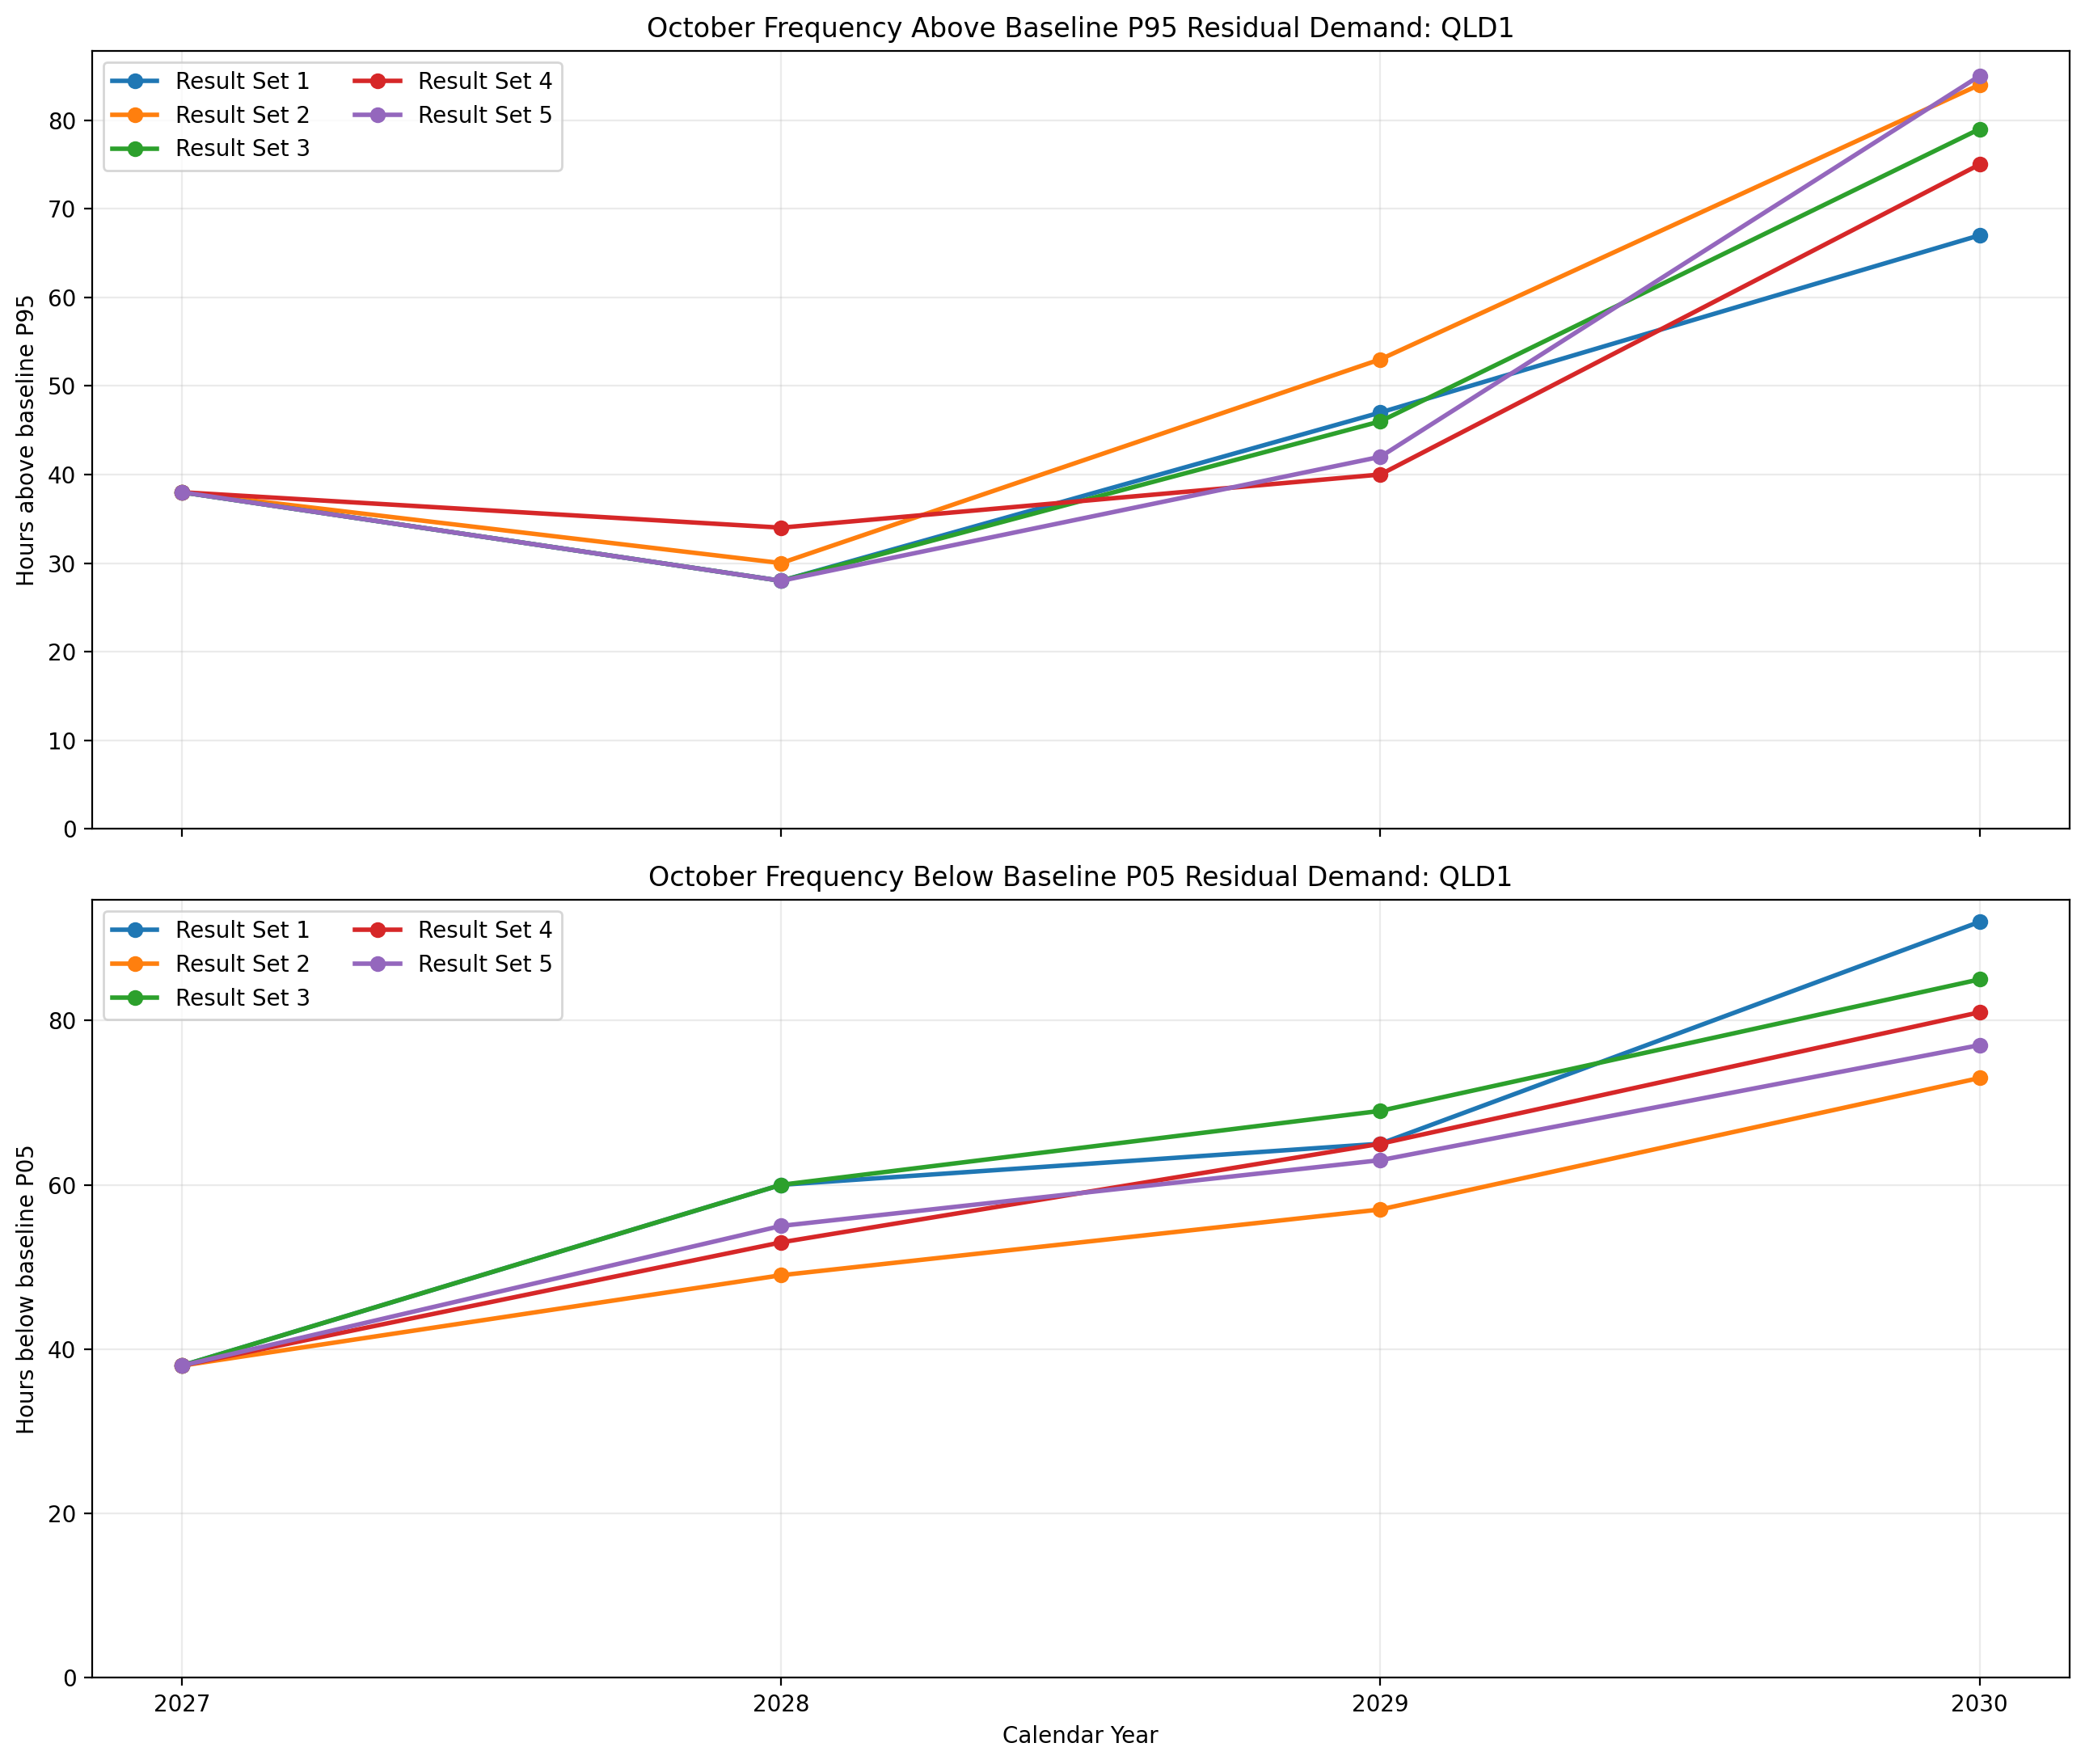 October Frequency Above Baseline P95 Residual Demand: QLD1
Result Set 1
Result Set 2
Result Set 3
Result Set 4
Result Set 5
Hours above baseline P95
80
70
60
50
40
30
20
10
0
October Frequency Below Baseline P05 Residual Demand: QLD1
Result Set 1
Result Set 2
Result Set 3
Result Set 4
Result Set 5
Hours below baseline P05
80
60
40
20
0
2027
2028
2029
2030
Calendar Year